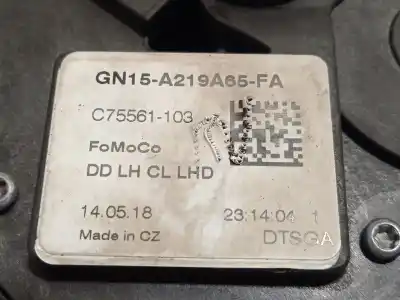 GN15-A219A65-FA
C75561-103
FoMoCo
DD LH CL LHD
14.05.18 23:14:04 1
Made in CZ DTSGA